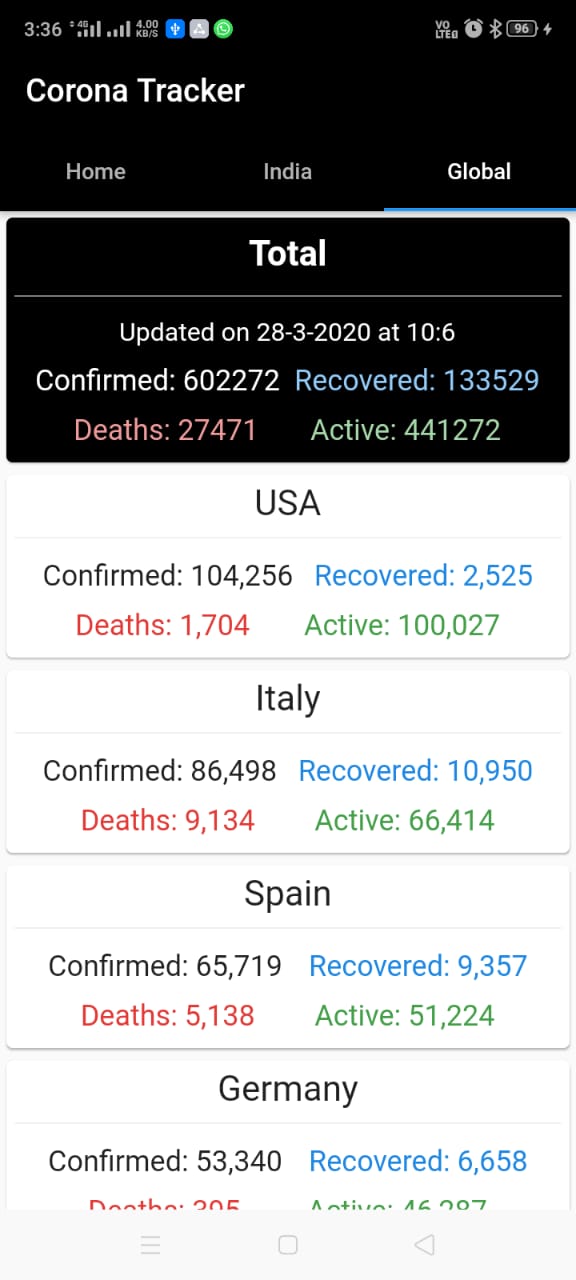 3:36 4G 4.00 KB/S VO LTE 96
Corona Tracker
Home India Global
Total
Updated on 28-3-2020 at 10:6
Confirmed: 602272 Recovered: 133529
Deaths: 27471 Active: 441272
USA
Confirmed: 104,256 Recovered: 2,525
Deaths: 1,704 Active: 100,027
Italy
Confirmed: 86,498 Recovered: 10,950
Deaths: 9,134 Active: 66,414
Spain
Confirmed: 65,719 Recovered: 9,357
Deaths: 5,138 Active: 51,224
Germany
Confirmed: 53,340 Recovered: 6,658
Deaths: 395 Active: 46,287